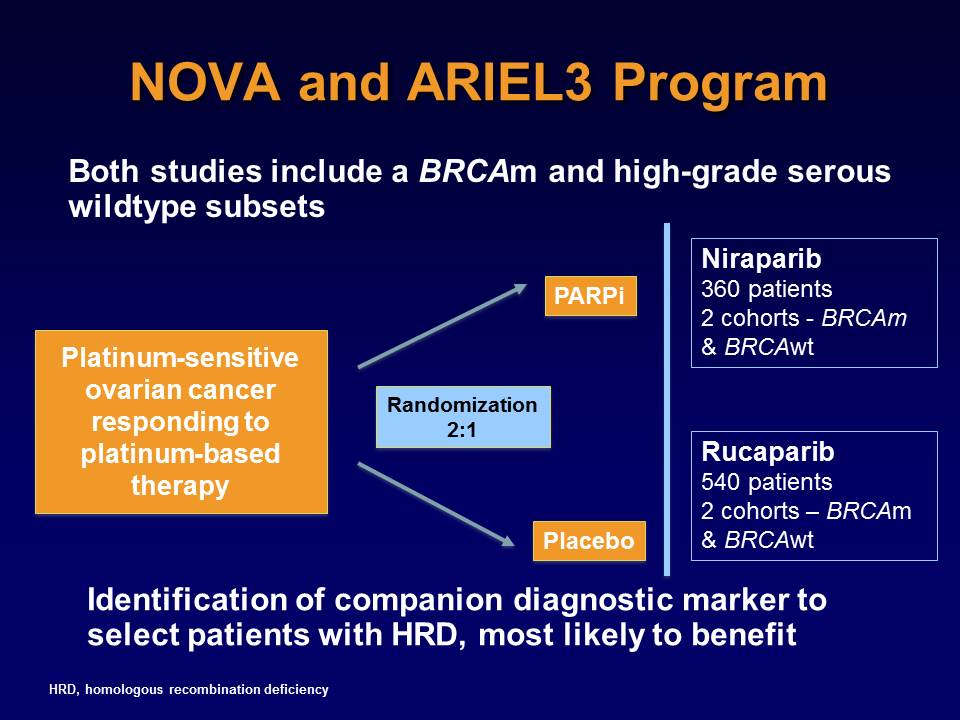 NOVA and ARIEL3 Program
Both studies include a BRCAm and high-grade serous
wildtype subsets
Platinum-sensitive
ovarian cancer
responding to
platinum-based
therapy
PARPi
Randomization
2:1
Placebo
Niraparib
360 patients
2 cohorts - BRCAm
& BRCAwt
Rucaparib
540 patients
2 cohorts – BRCAm
& BRCAwt
Identification of companion diagnostic marker to
select patients with HRD, most likely to benefit
HRD, homologous recombination deficiency